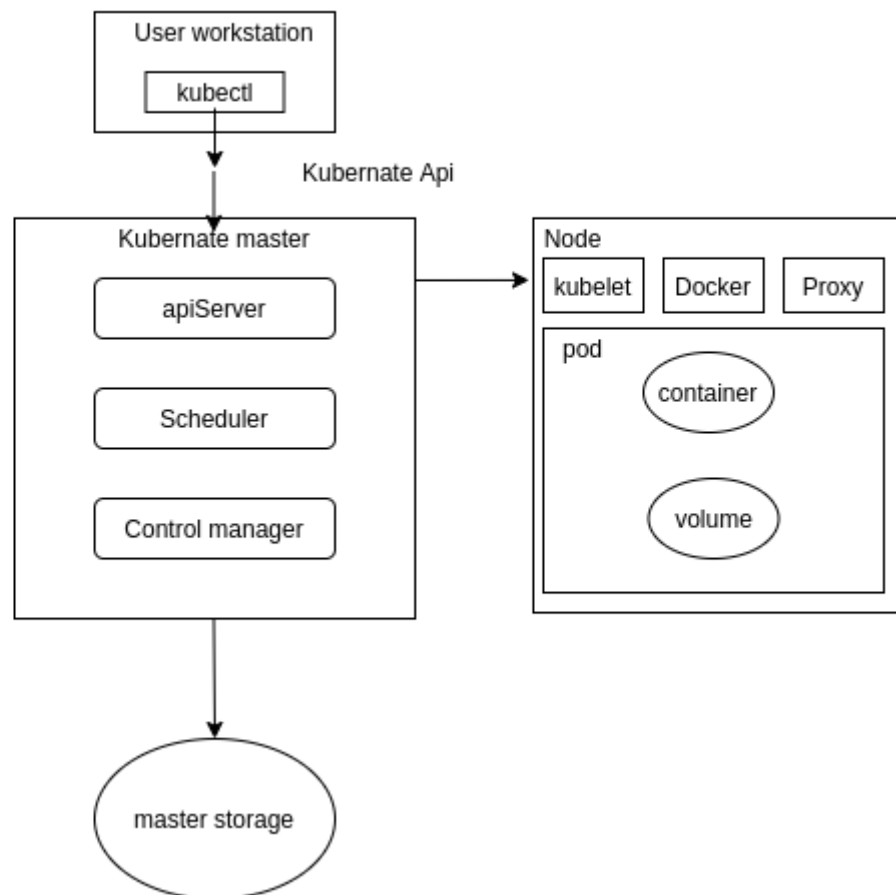 User workstation
kubectl
Kubernate Api
Kubernate master
apiServer
Scheduler
Control manager
Node
kubelet
Docker
Proxy
pod
container
volume
master storage